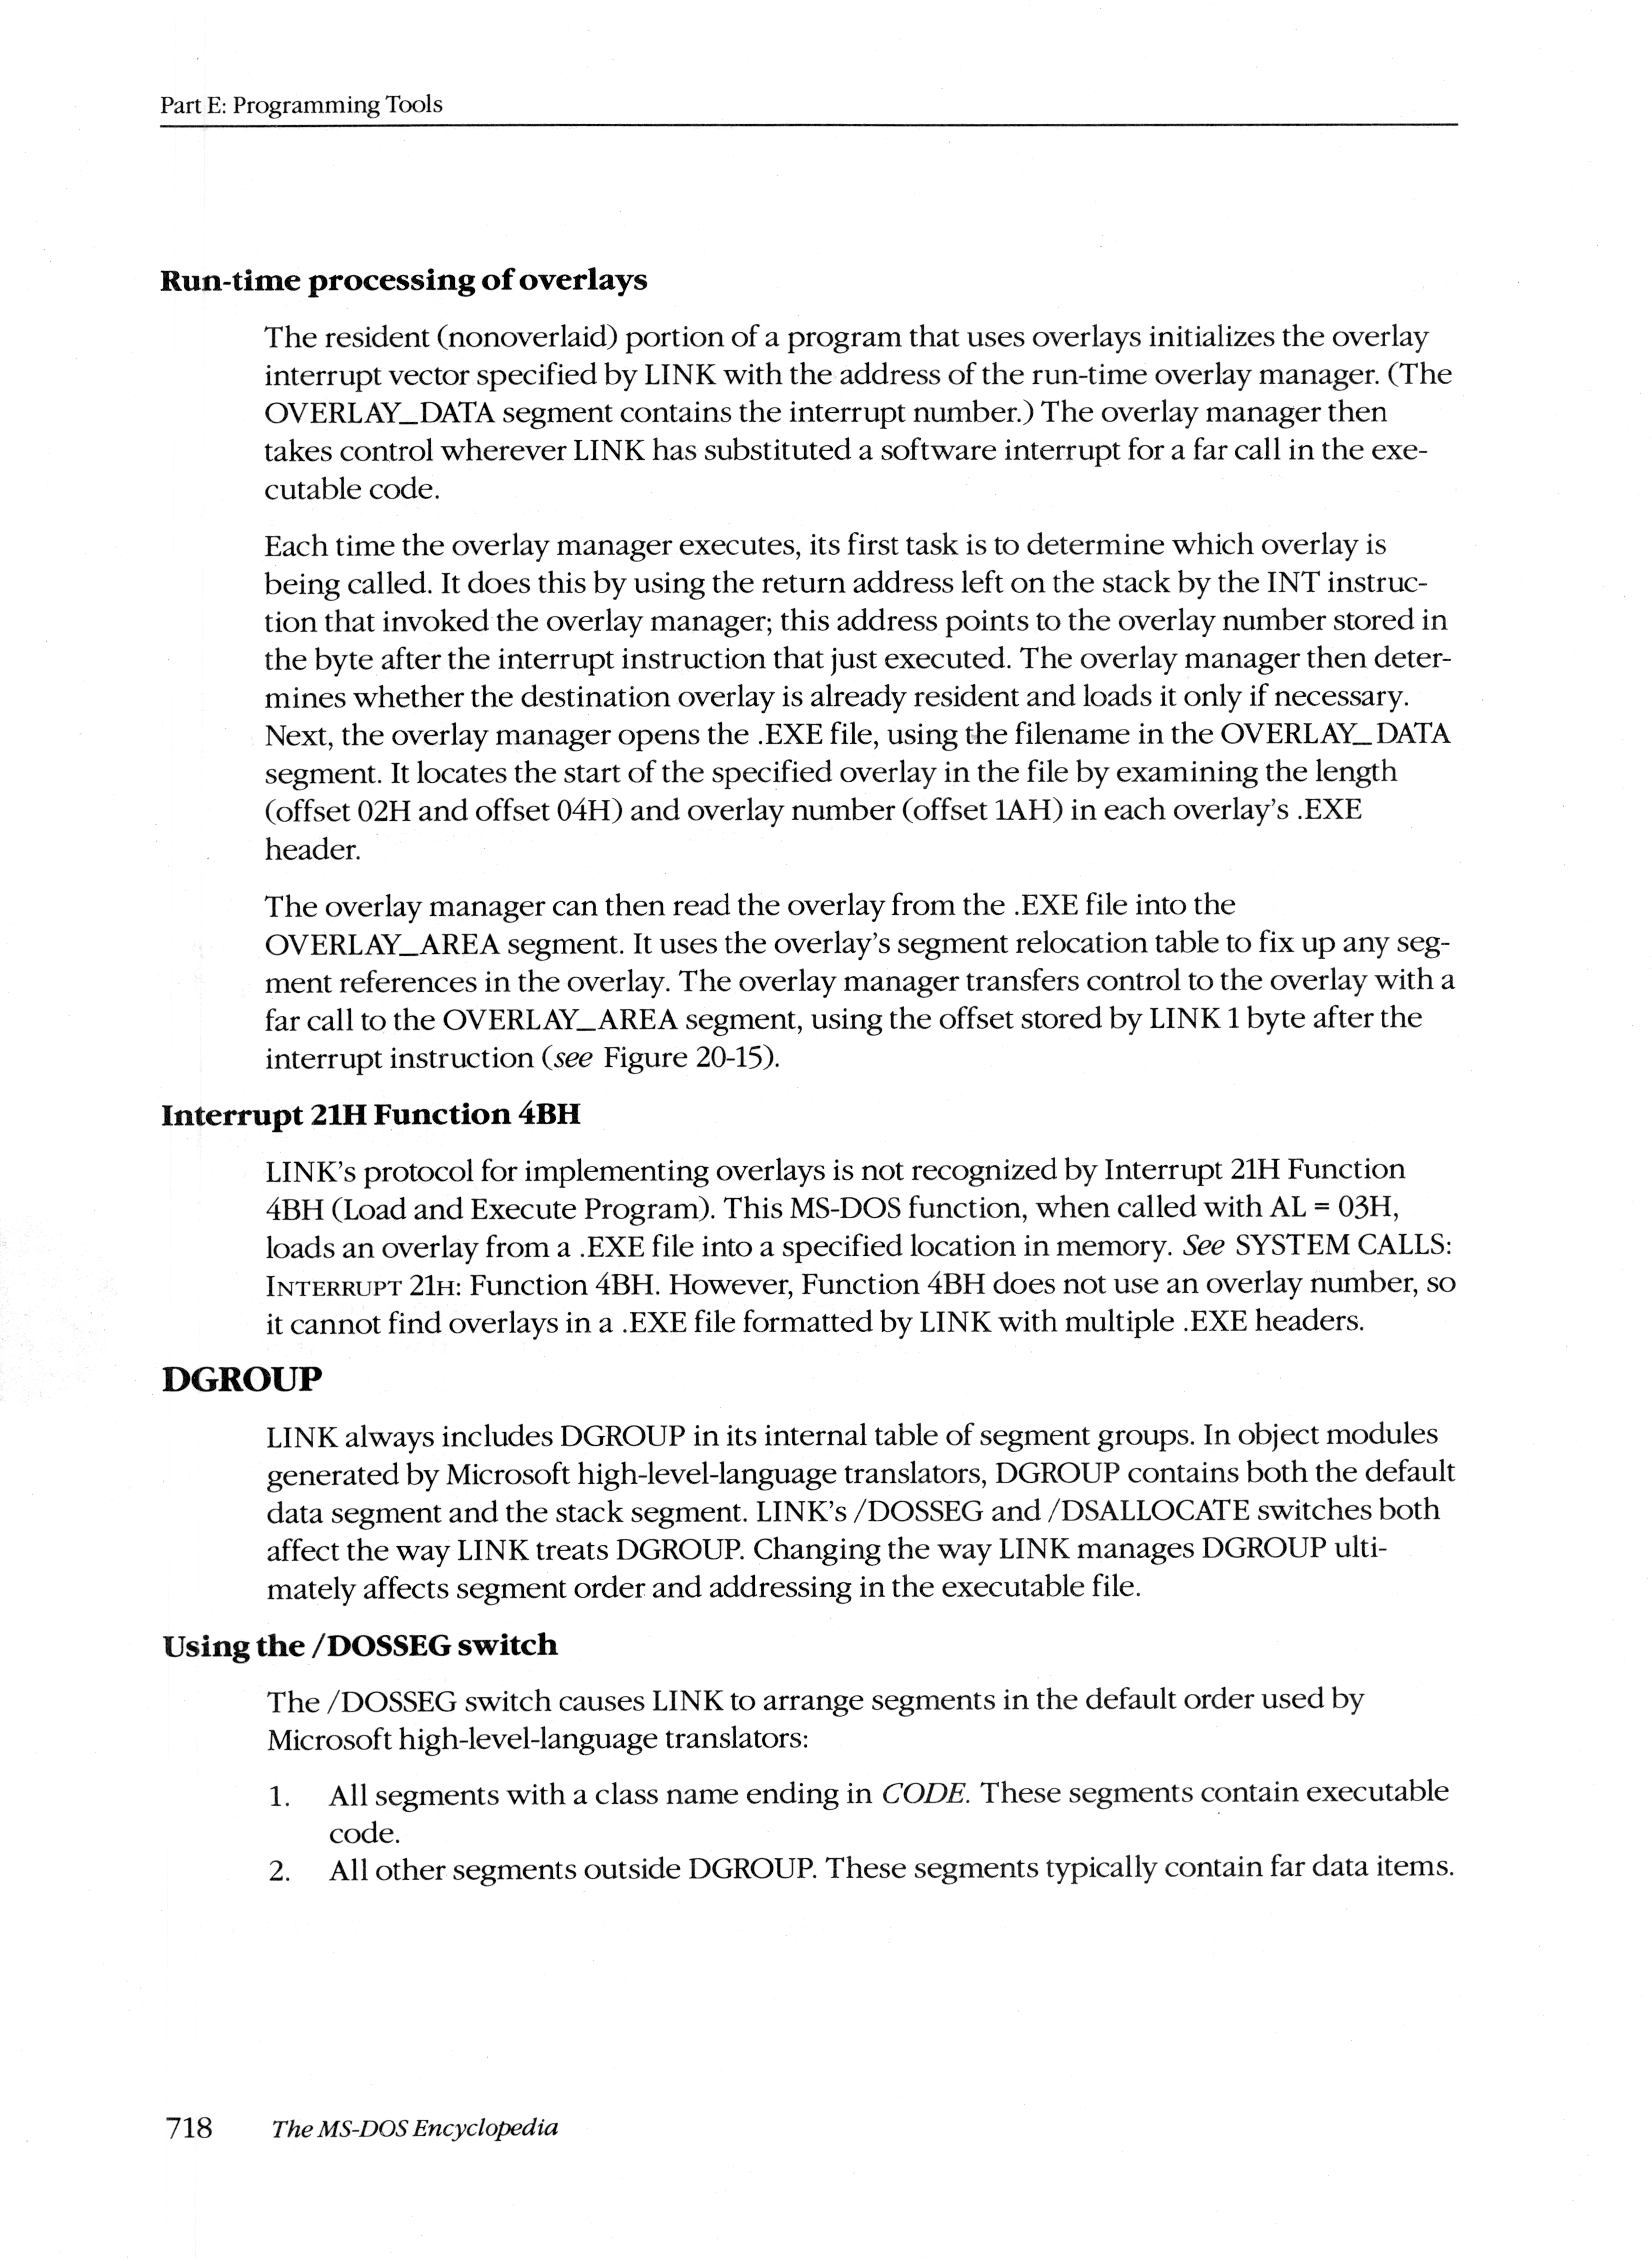 Part E: Programming Tools
Run-time processing of overlays
The resident (nonoverlaid) portion of a program that uses overlays initializes the overlay
interrupt vector specified by LINK with the address of the run-time overlay manager. (The
OVERLAY_DATA segment contains the interrupt number.) The overlay manager then
takes control wherever LINK has substituted a software interrupt for a far call in the exe-
cutable code.
Each time the overlay manager executes, its first task is to determine which overlay is
being called. It does this by using the return address left on the stack by the INT instruc-
tion that invoked the overlay manager; this address points to the overlay number stored in
the byte after the interrupt instruction that just executed. The overlay manager then deter-
mines whether the destination overlay is already resident and loads it only if necessary.
Next, the overlay manager opens the .EXE file, using the filename in the OVERLAY_DATA
segment. It locates the start of the specified overlay in the file by examining the length
(offset 02H and offset 04H) and overlay number (offset 1AH) in each overlay's .EXE
header.
The overlay manager can then read the overlay from the .EXE file into the
OVERLAY_AREA segment. It uses the overlay's segment relocation table to fix up any seg-
ment references in the overlay. The overlay manager transfers control to the overlay with a
far call to the OVERLAY_AREA segment, using the offset stored by LINK 1 byte after the
interrupt instruction (see Figure 20-15).
Interrupt 21H Function 4BH
LINK's protocol for implementing overlays is not recognized by Interrupt 21H Function
4BH (Load and Execute Program). This MS-DOS function, when called with AL = 03H,
loads an overlay from a .EXE file into a specified location in memory. See SYSTEM CALLS:
INTERRUPT 21H: Function 4BH. However, Function 4BH does not use an overlay number, so
it cannot find overlays in a .EXE file formatted by LINK with multiple .EXE headers.
DGROUP
LINK always includes DGROUP in its internal table of segment groups. In object modules
generated by Microsoft high-level-language translators, DGROUP contains both the default
data segment and the stack segment. LINK's /DOSSEG and /DSALLOCATE switches both
affect the way LINK treats DGROUP. Changing the way LINK manages DGROUP ulti-
mately affects segment order and addressing in the executable file.
Using the /DOSSEG switch
The /DOSSEG switch causes LINK to arrange segments in the default order used by
Microsoft high-level-language translators:
1. All segments with a class name ending in CODE. These segments contain executable
code.
2. All other segments outside DGROUP. These segments typically contain far data items.
718 The MS-DOS Encyclopedia